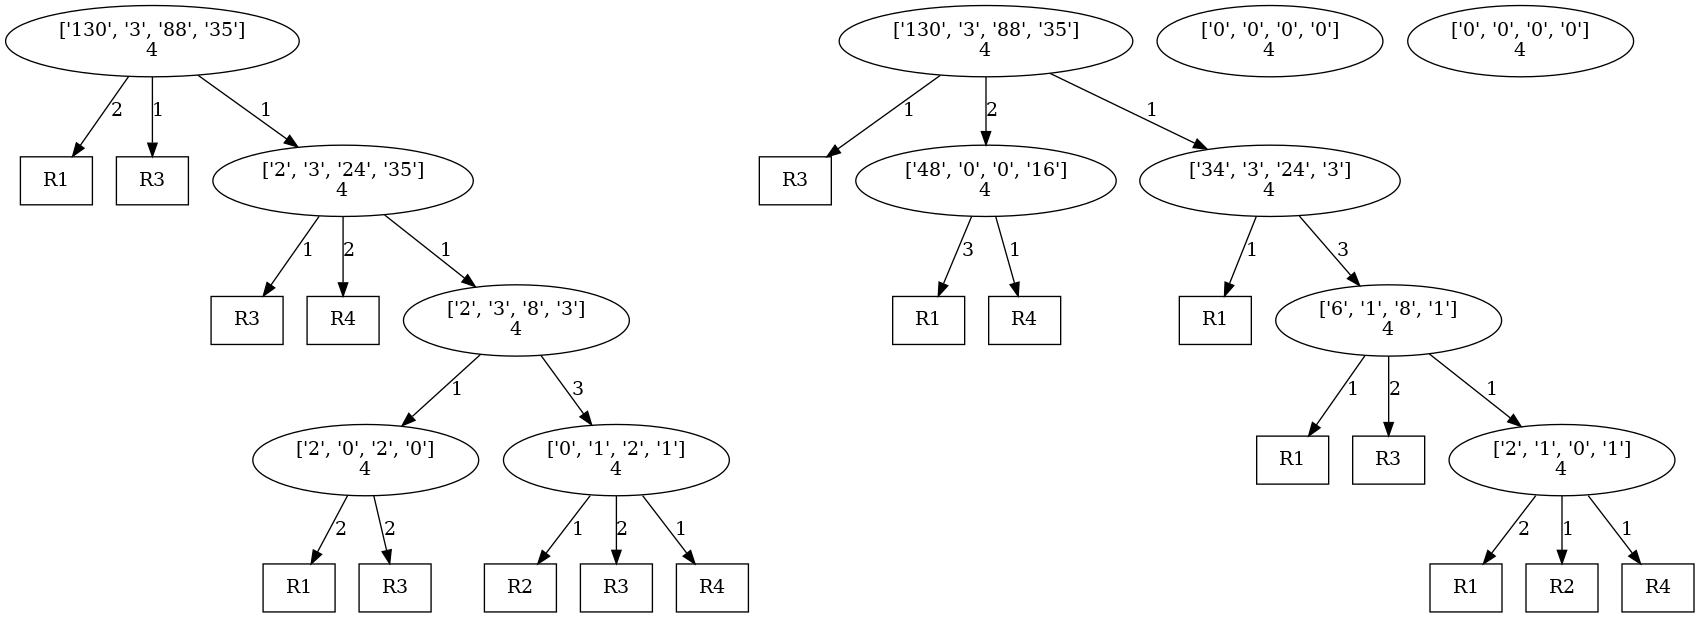 ['130', '3', '88', '35']
4
['130', '3', '88', '35']
4
['0', '0', '0', '0']
4
['0', '0', '0', '0']
4
2
1
1
1
2
1
R1
R3
['2', '3', '24', '35']
4
R3
['48', '0', '0', '16']
4
['34', '3', '24', '3']
4
1
2
1
3
1
1
3
R3
R4
['2', '3', '8', '3']
4
R1
R4
R1
['6', '1', '8', '1']
4
1
3
1
2
1
['2', '0', '2', '0']
4
['0', '1', '2', '1']
4
R1
R3
['2', '1', '0', '1']
4
2
2
1
2
1
2
1
1
R1
R3
R2
R3
R4
R1
R2
R4